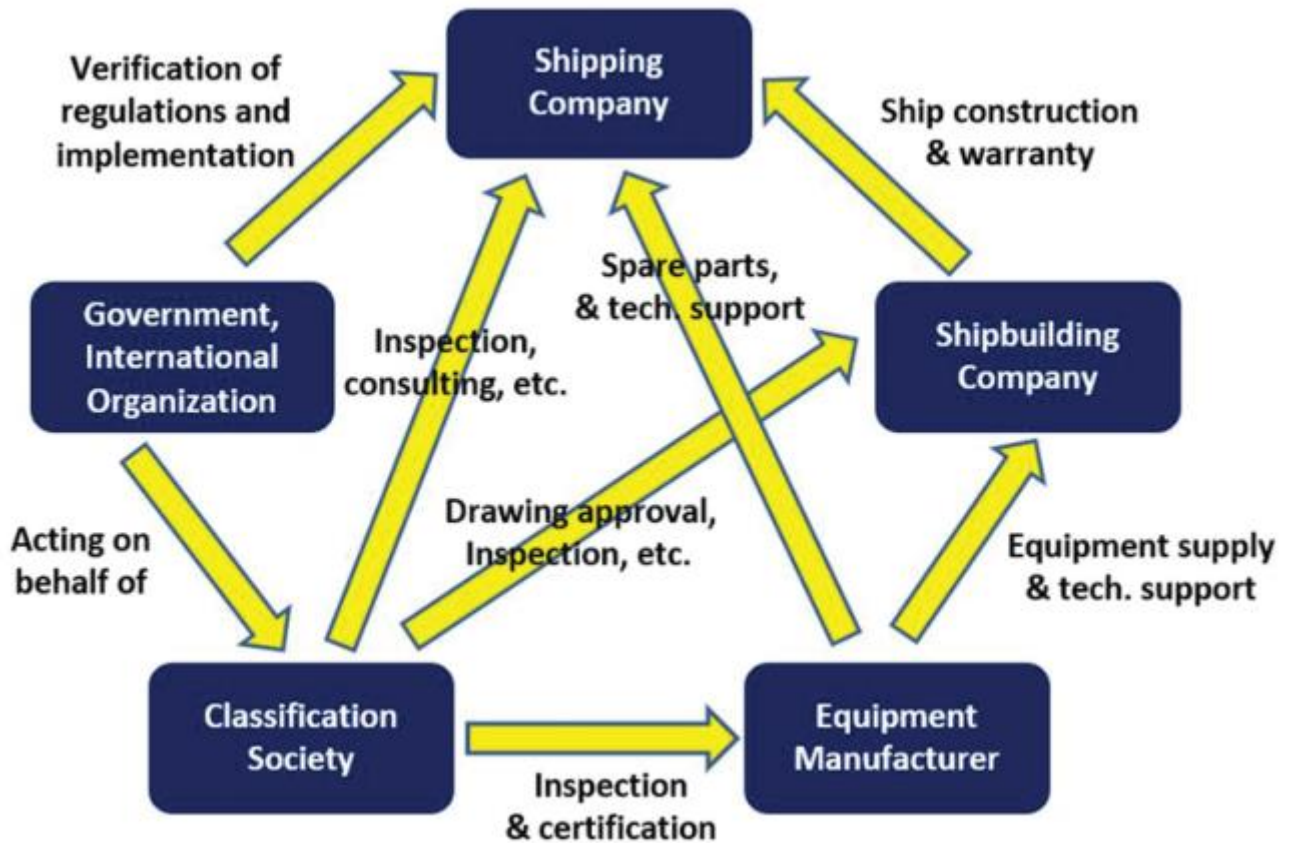 Shipping
Company
Verification of
regulations and
implementation
Ship construction
& warranty
Spare parts,
& tech. support
Government,
International
Organization
Inspection,
consulting, etc.
Shipbuilding
Company
Drawing approval,
Inspection, etc.
Acting on
behalf of
Equipment supply
& tech. support
Classification
Society
Equipment
Manufacturer
Inspection
& certification